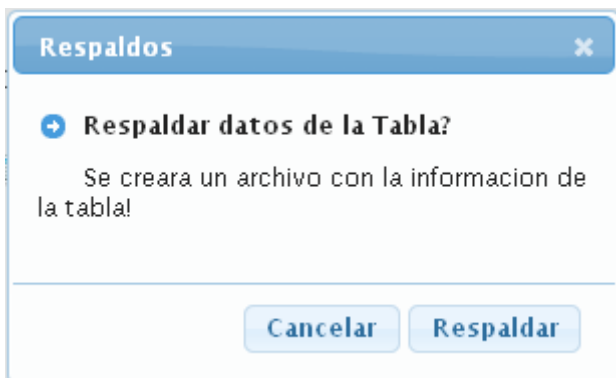 Respaldos
Respaldar datos de la Tabla?
Se creara un archivo con la informacion de
la tabla!
Cancelar Respaldar